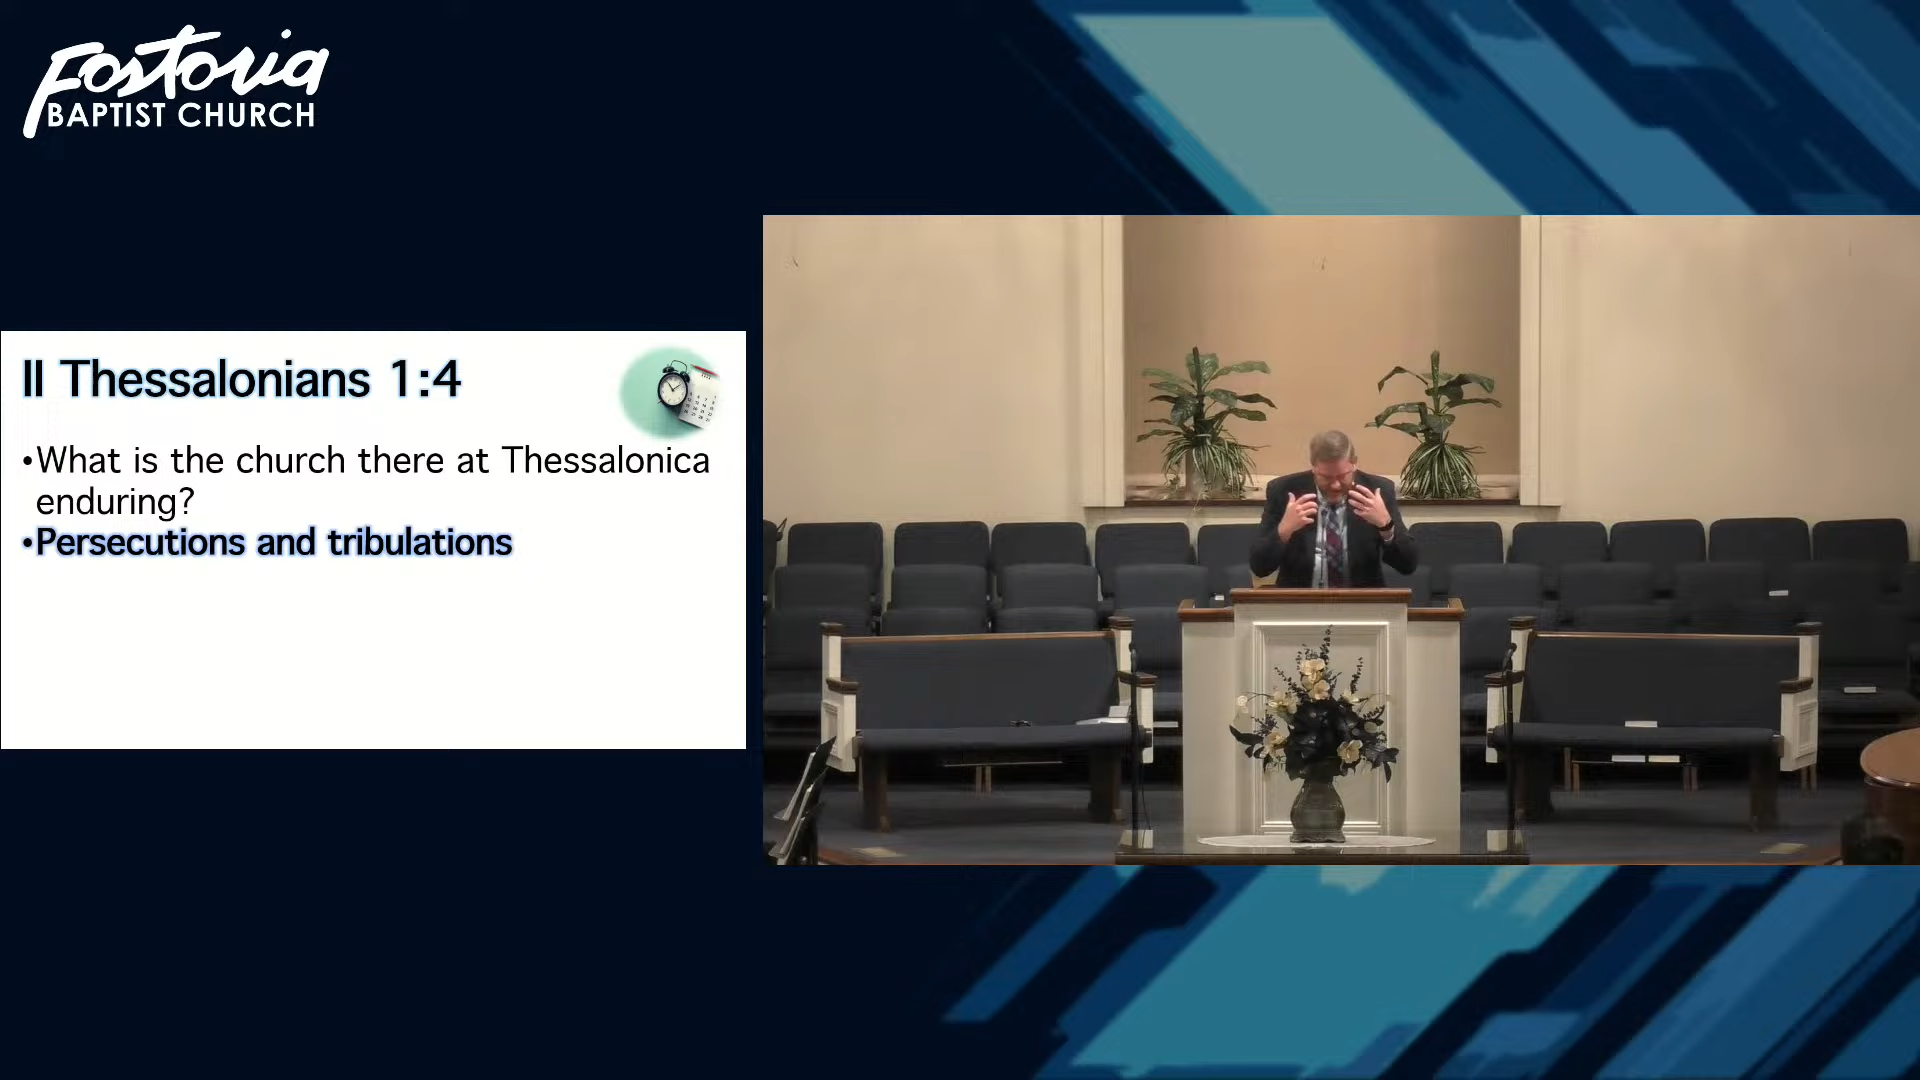 Fostoria
BAPTIST CHURCH
II Thessalonians 1:4
•What is the church there at Thessalonica
enduring?
•Persecutions and tribulations